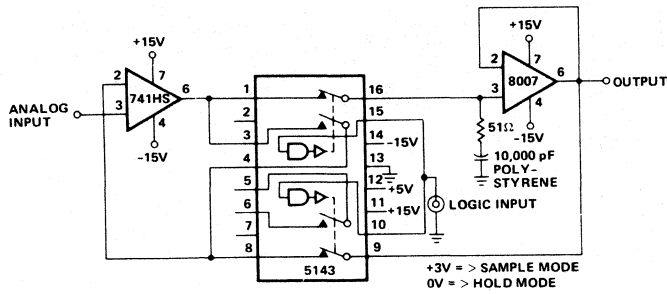 +15V
2
7
741HS
6
3
4
-15V
ANALOG
INPUT
1
2
3
4
5
6
7
8
5143
16
15
14
-15V
13
12
+5V
11
+15V
10
9
+15V
2
7
8007
6
3
4
-15V
OUTPUT
51Ω
10,000 pF
POLY-
STYRENE
LOGIC INPUT
+3V = > SAMPLE MODE
0V = > HOLD MODE